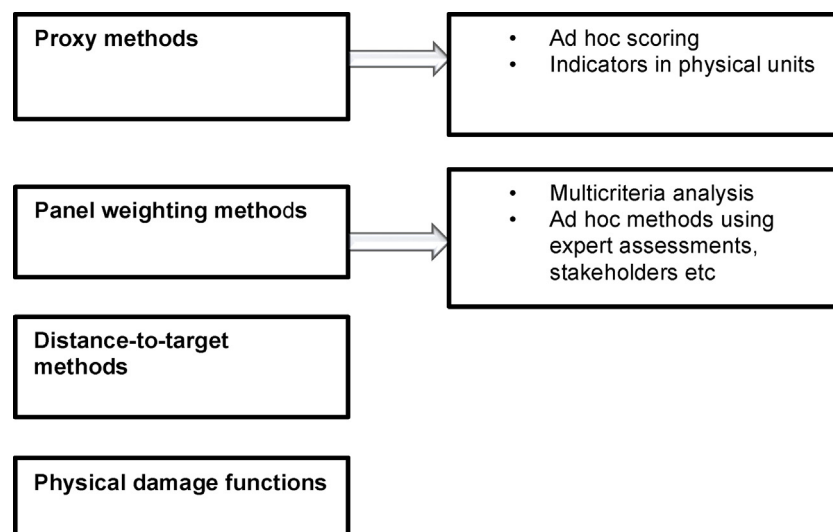 Proxy methods
• Ad hoc scoring
• Indicators in physical units
Panel weighting methods
• Multicriteria analysis
• Ad hoc methods using
expert assessments,
stakeholders etc
Distance-to-target
methods
Physical damage functions